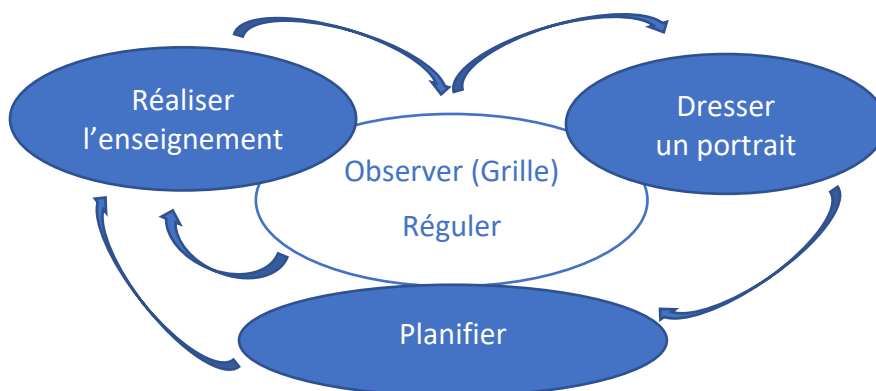 Réaliser
l’enseignement
Dresser
un portrait
Observer (Grille)
Réguler
Planifier